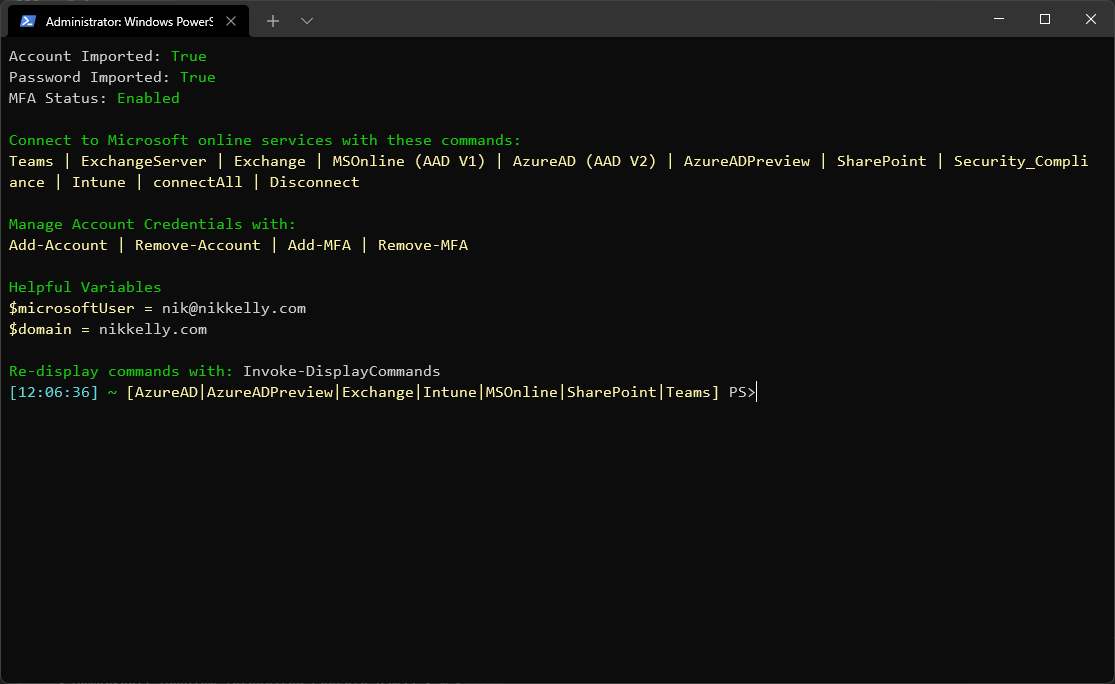 Administrator: Windows PowerS
Account Imported: True
Password Imported: True
MFA Status: Enabled
Connect to Microsoft online services with these commands:
Teams | ExchangeServer | Exchange | MSOnline (AAD V1) | AzureAD (AAD V2) | AzureADPreview | SharePoint | Security_Compli
ance | Intune | connectAll | Disconnect
Manage Account Credentials with:
Add-Account | Remove-Account | Add-MFA | Remove-MFA
Helpful Variables
$microsoftUser = nik@nikkelly.com
$domain = nikkelly.com
Re-display commands with: Invoke-DisplayCommands
[12:06:36] ~ [AzureAD|AzureADPreview|Exchange|Intune|MSOnline|SharePoint|Teams] PS>